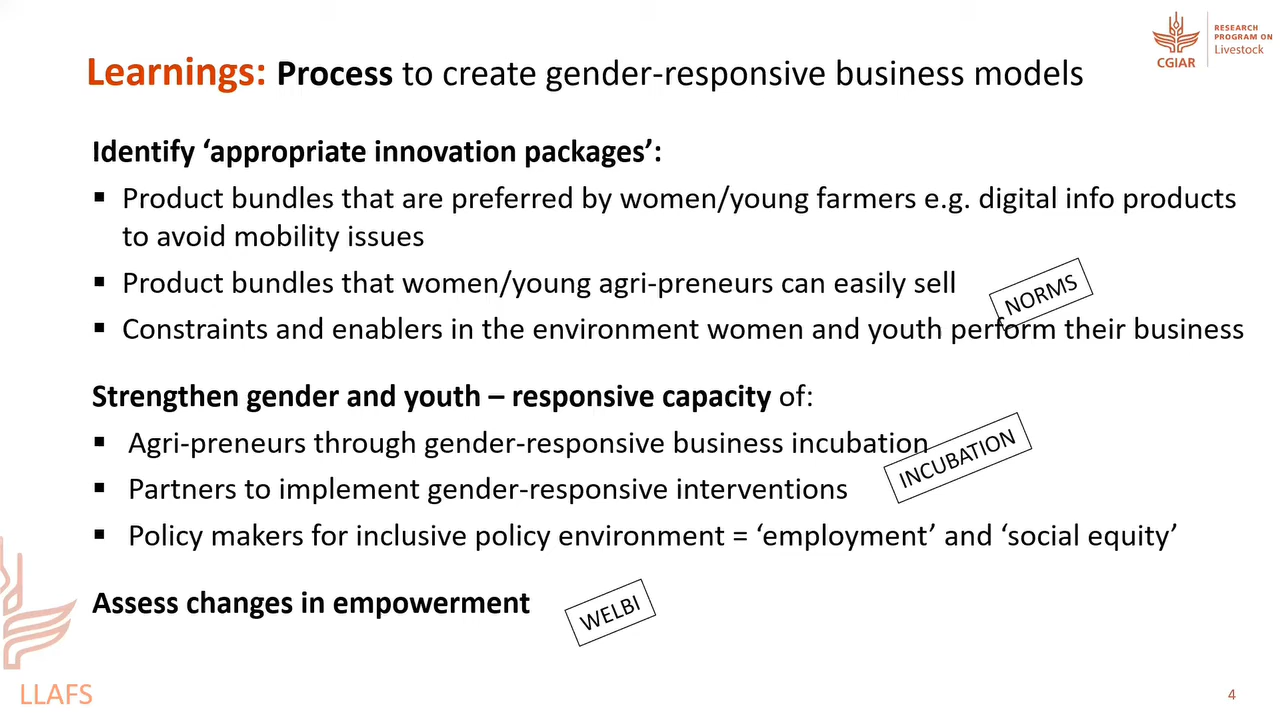 RESEARCH
PROGRAM ON
Livestock
CGIAR
Learnings: Process to create gender-responsive business models
Identify ‘appropriate innovation packages’:
▪ Product bundles that are preferred by women/young farmers e.g. digital info products
to avoid mobility issues
▪ Product bundles that women/young agri-preneurs can easily sell
NORMS
▪ Constraints and enablers in the environment women and youth perform their business
Strengthen gender and youth – responsive capacity of:
▪ Agri-preneurs through gender-responsive business incubation
INCUBATION
▪ Partners to implement gender-responsive interventions
▪ Policy makers for inclusive policy environment = ‘employment’ and ‘social equity’
Assess changes in empowerment
WELBI
LLAFS
4